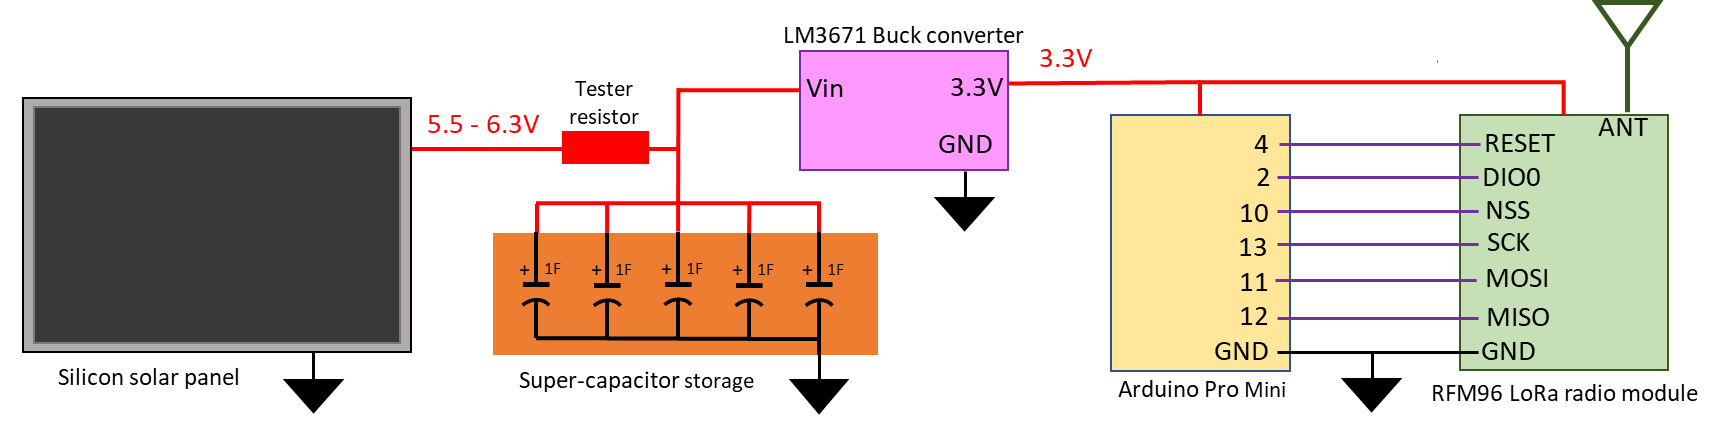 LM3671 Buck converter
3.3V
Tester
resistor
5.5 - 6.3V
Vin
3.3V
GND
ANT
4
RESET
2
DIO0
10
NSS
13
SCK
11
MOSI
12
MISO
GND
GND
+ 1F
+ 1F
+ 1F
+ 1F
+ 1F
Silicon solar panel
Super-capacitor storage
Arduino Pro Mini
RFM96 LoRa radio module